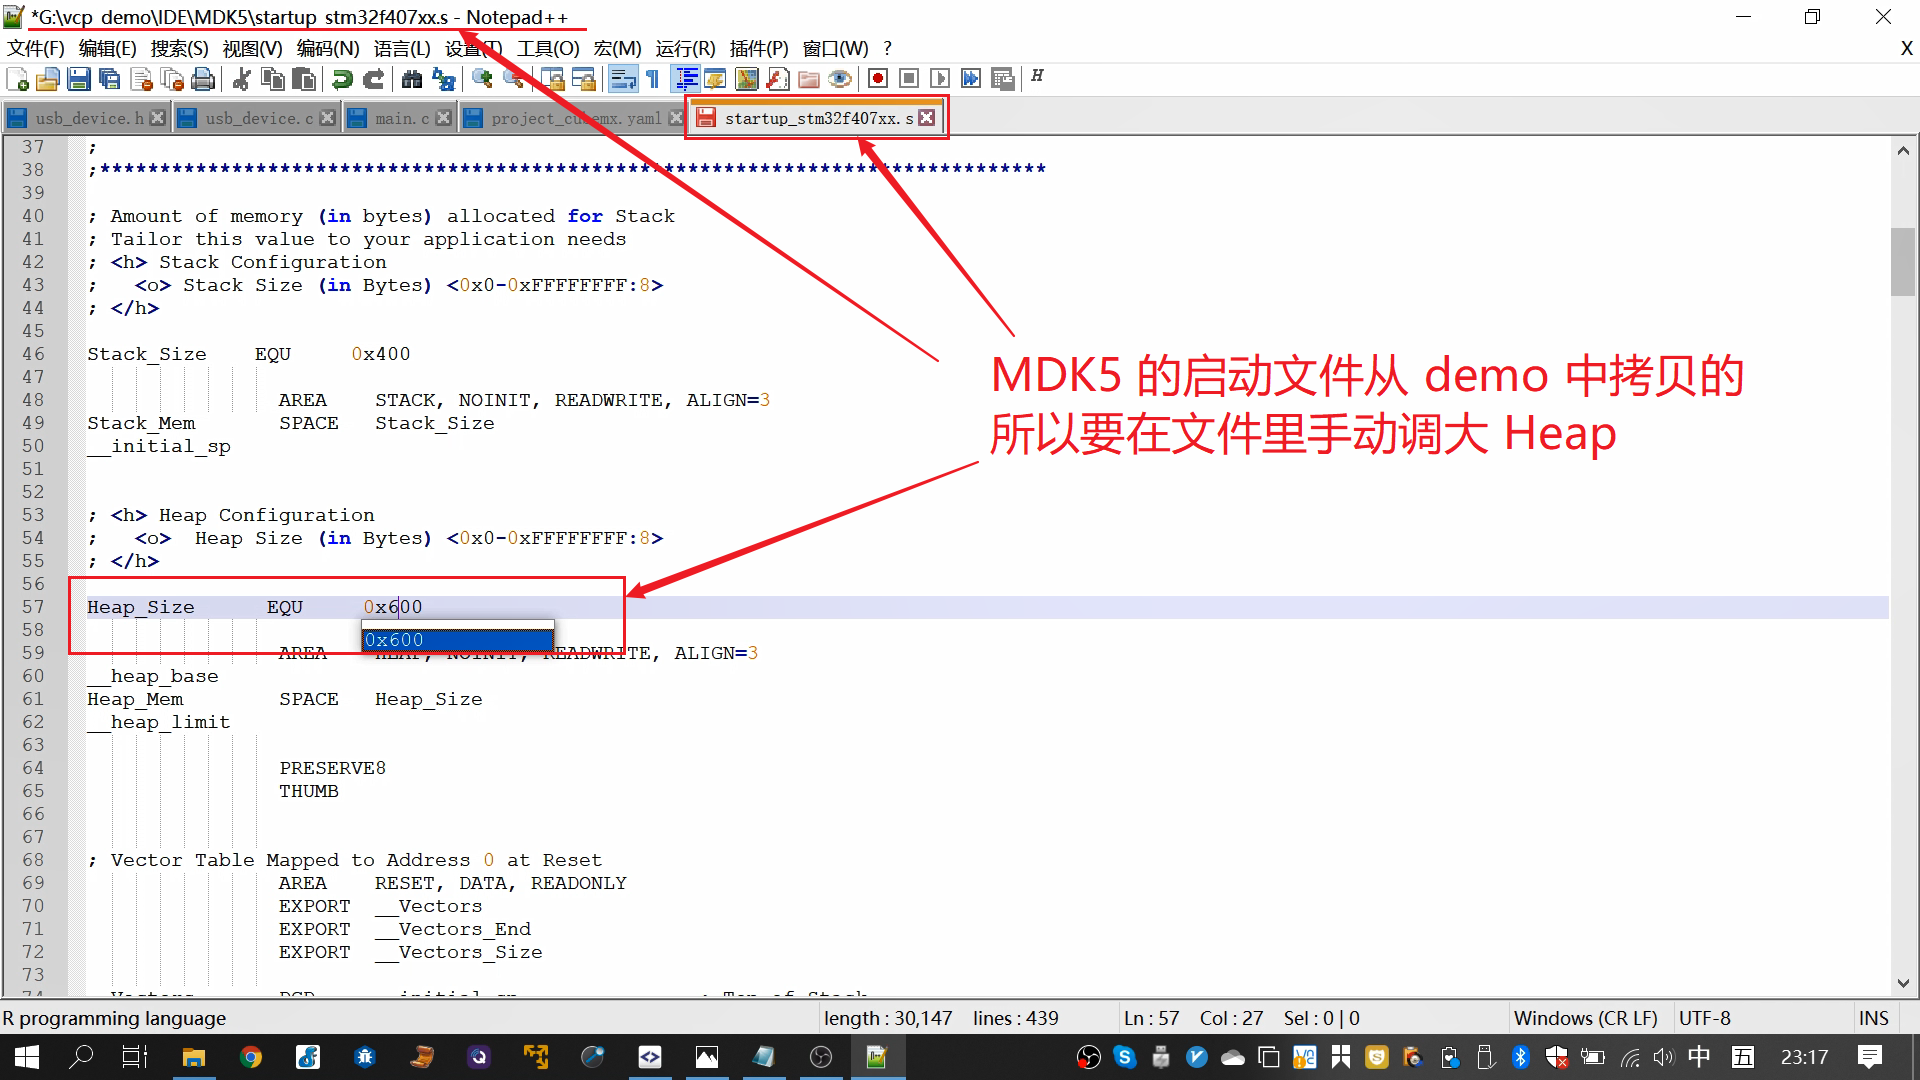 *G:\vcp_demo\IDE\MDK5\startup_stm32f407xx.s - Notepad++
文件(F) 编辑(E) 搜索(S) 视图(V) 编码(N) 语言(L) 设置(T) 工具(O) 宏(M) 运行(R) 插件(P) 窗口(W) ? X
usb_device.h usb_device.c main.c project_cubemx.yaml startup_stm32f407xx.s
37 ;
38 ;*******************************************************************************
39
40 ; Amount of memory (in bytes) allocated for Stack
41 ; Tailor this value to your application needs
42 ; <h> Stack Configuration
43 ;   <o> Stack Size (in Bytes) <0x0-0xFFFFFFFF:8>
44 ; </h>
45
46 Stack_Size    EQU     0x400
47
48                 AREA    STACK, NOINIT, READWRITE, ALIGN=3
49 Stack_Mem       SPACE   Stack_Size
50 __initial_sp
51
52
53 ; <h> Heap Configuration
54 ;   <o>  Heap Size (in Bytes) <0x0-0xFFFFFFFF:8>
55 ; </h>
56
57 Heap_Size      EQU     0x600
0x600
58
59                 AREA    HEAP, NOINIT, READWRITE, ALIGN=3
60 __heap_base
61 Heap_Mem        SPACE   Heap_Size
62 __heap_limit
63
64                 PRESERVE8
65                 THUMB
66
67
68 ; Vector Table Mapped to Address 0 at Reset
69                 AREA    RESET, DATA, READONLY
70                 EXPORT  __Vectors
71                 EXPORT  __Vectors_End
72                 EXPORT  __Vectors_Size
73
MDK5 的启动文件从 demo 中拷贝的
所以要在文件里手动调大 Heap
R programming language length : 30,147 lines : 439 Ln : 57 Col : 27 Sel : 0 | 0 Windows (CR LF) UTF-8 INS
中 五 23:17